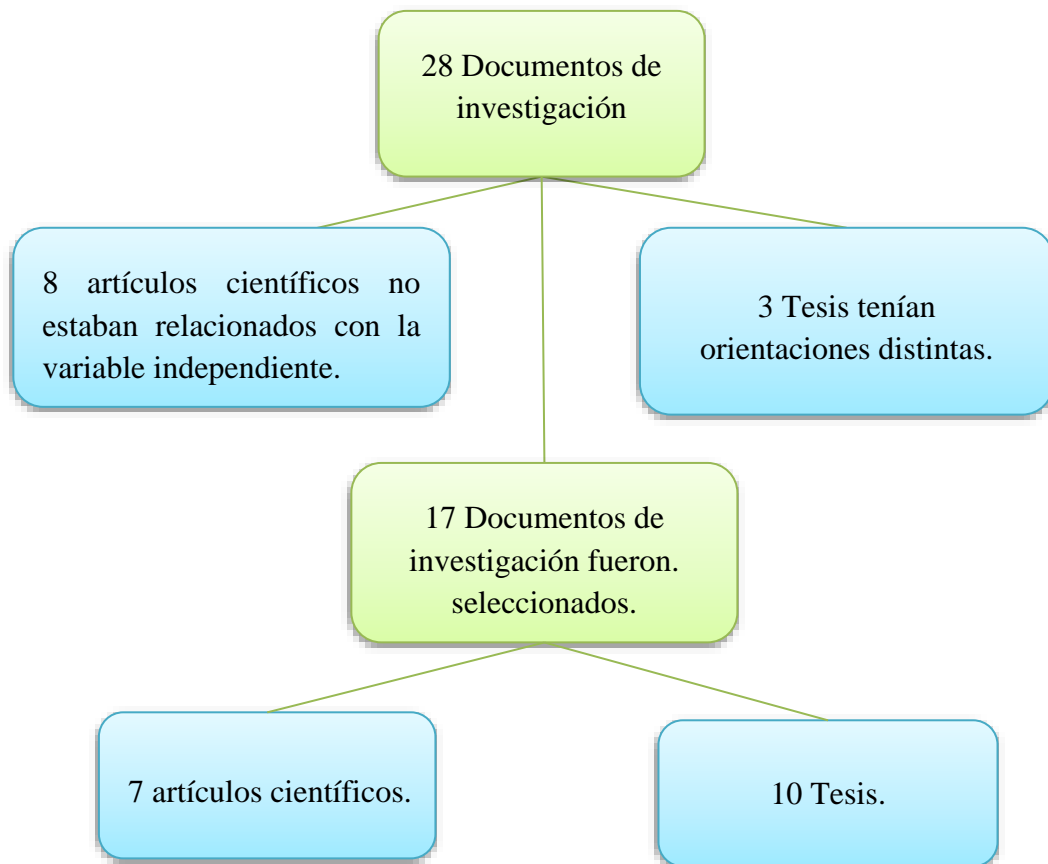 28 Documentos de
investigación
8 artículos científicos no
estaban relacionados con la
variable independiente.
3 Tesis tenían
orientaciones distintas.
17 Documentos de
investigación fueron.
seleccionados.
7 artículos científicos.
10 Tesis.